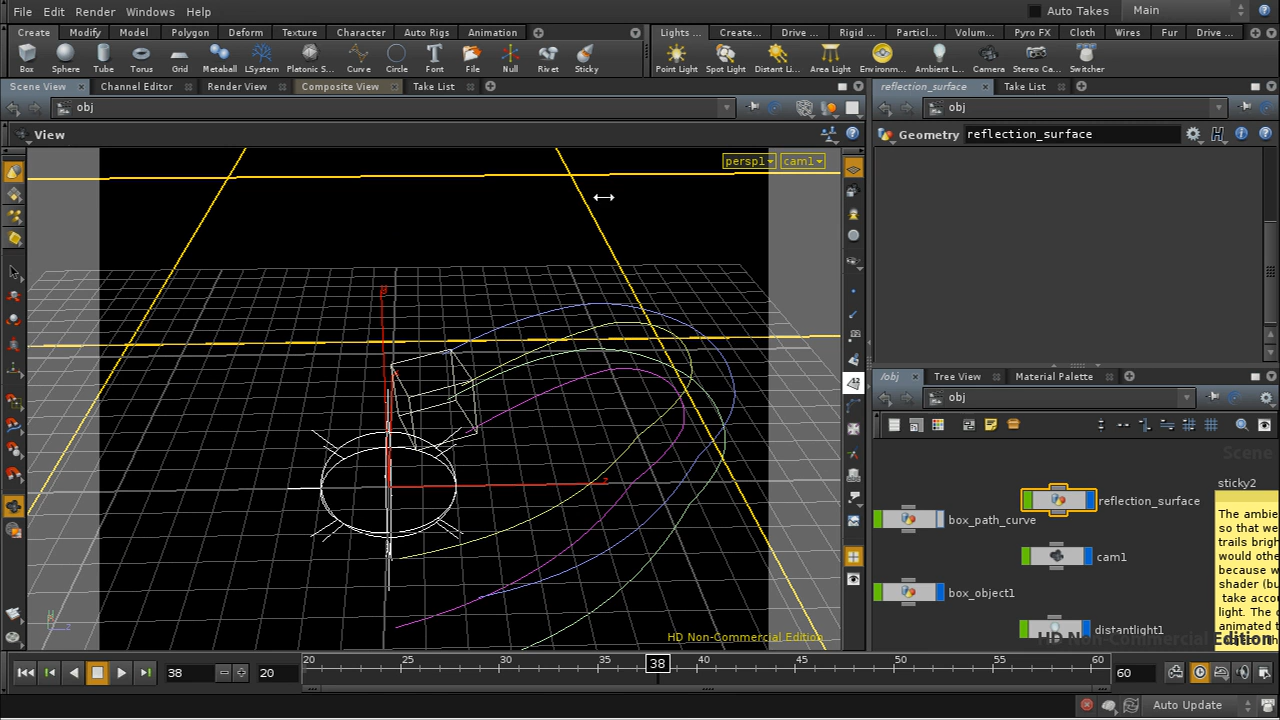 File Edit Render Windows Help Auto Takes Main
Create Modify Model Polygon Deform Texture Character Auto Rigs Animation Lights ... Create... Drive ... Rigid ... Particl... Volum... Pyro FX Cloth Wires Fur Drive ...
Box Sphere Tube Torus Grid Metaball LSystem Platonic S... Curve Circle Font File Null Rivet Sticky Point Light Spot Light Distant Li... Area Light Environm... Ambient L... Camera Stereo Ca... Switcher
Scene View Channel Editor Render View Composite View Take List
obj
View
persp1 cam1
y
z
HD Non-Commercial Edition
reflection_surface Take List
obj
Geometry reflection_surface
/obj Tree View Material Palette
obj
Scene
sticky2
reflection_surface
box_path_curve
cam1
box_object1
distantlight1
The ambie
so that we
trails brigh
would othe
because w
shader (bu
take acco
light. The o
animated t
HD Non-Commercial Edition
38 20 20 25 30 35 38 40 45 50 55 60 60
Auto Update